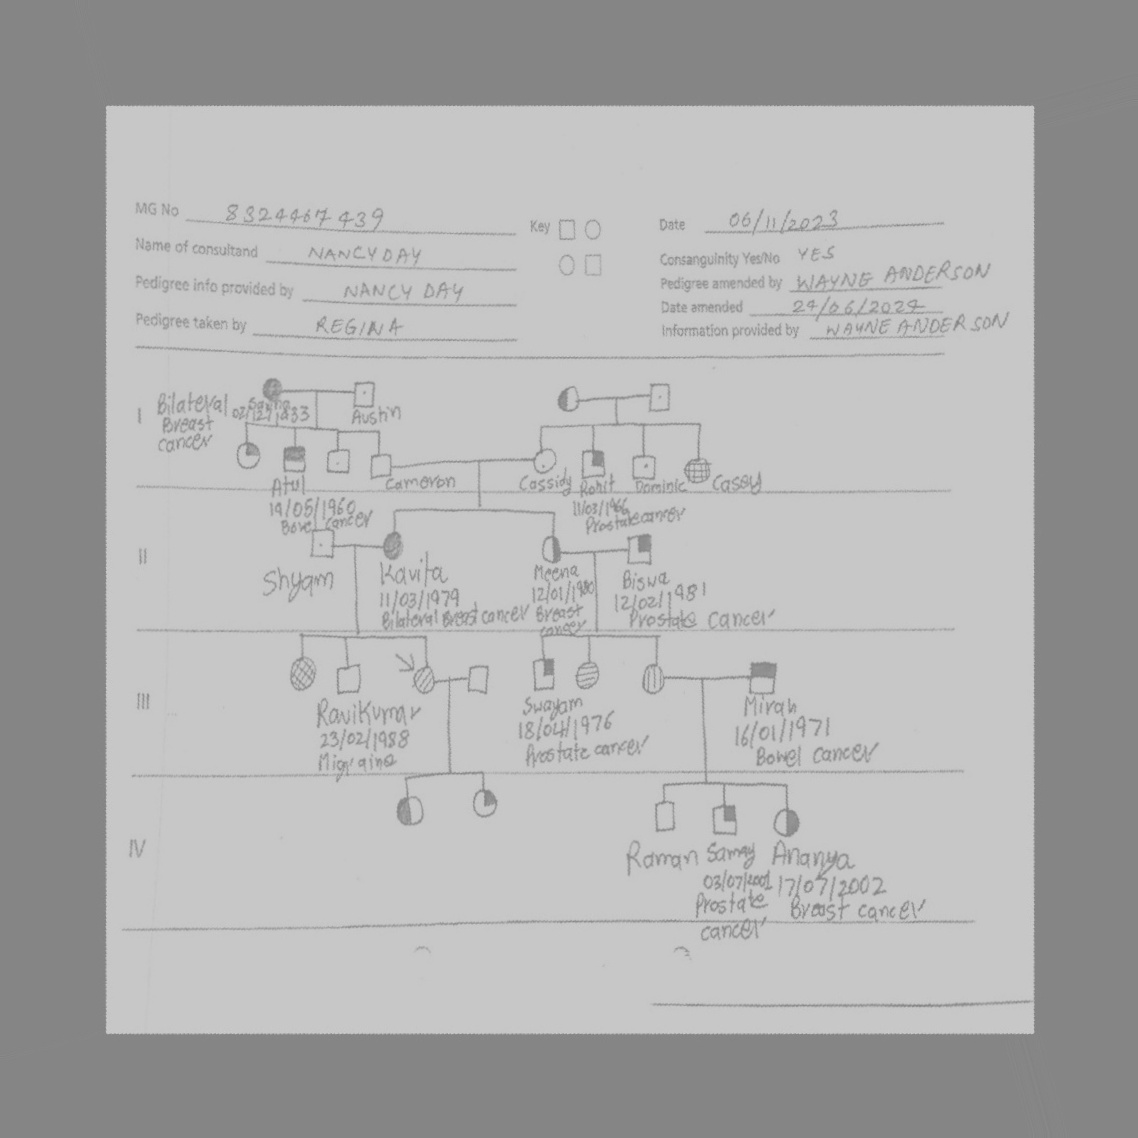 MG No 8324467439
Name of consultand NANCY DAY
Pedigree info provided by NANCY DAY
Pedigree taken by REGINA
Key
Date 06/11/2023
Consanguinity Yes/No YES
Pedigree amended by WAYNE ANDERSON
Date amended 24/06/2024
Information provided by WAYNE ANDERSON
I
Bilateral
Breast
cancer
Austin
Atul
19/05/1960
Cancer
Cameron
Cassidy
Rohit
11/03/1966
Prostate cancer
Dominic
Casey
II
Shyam
Kavita
11/03/1979
Bilateral Breast cancer
Meena
12/01/1980
Breast
cancer
Biswa
12/02/1981
Prostate cancer
III
Ravikumar
23/02/1988
Migraine
Swayam
18/04/1976
Prostate cancer
Mirah
16/01/1971
Bowel cancer
IV
Raman
Samay
03/07/2001
Prostate
cancer
Ananya
17/07/2002
Breast cancer